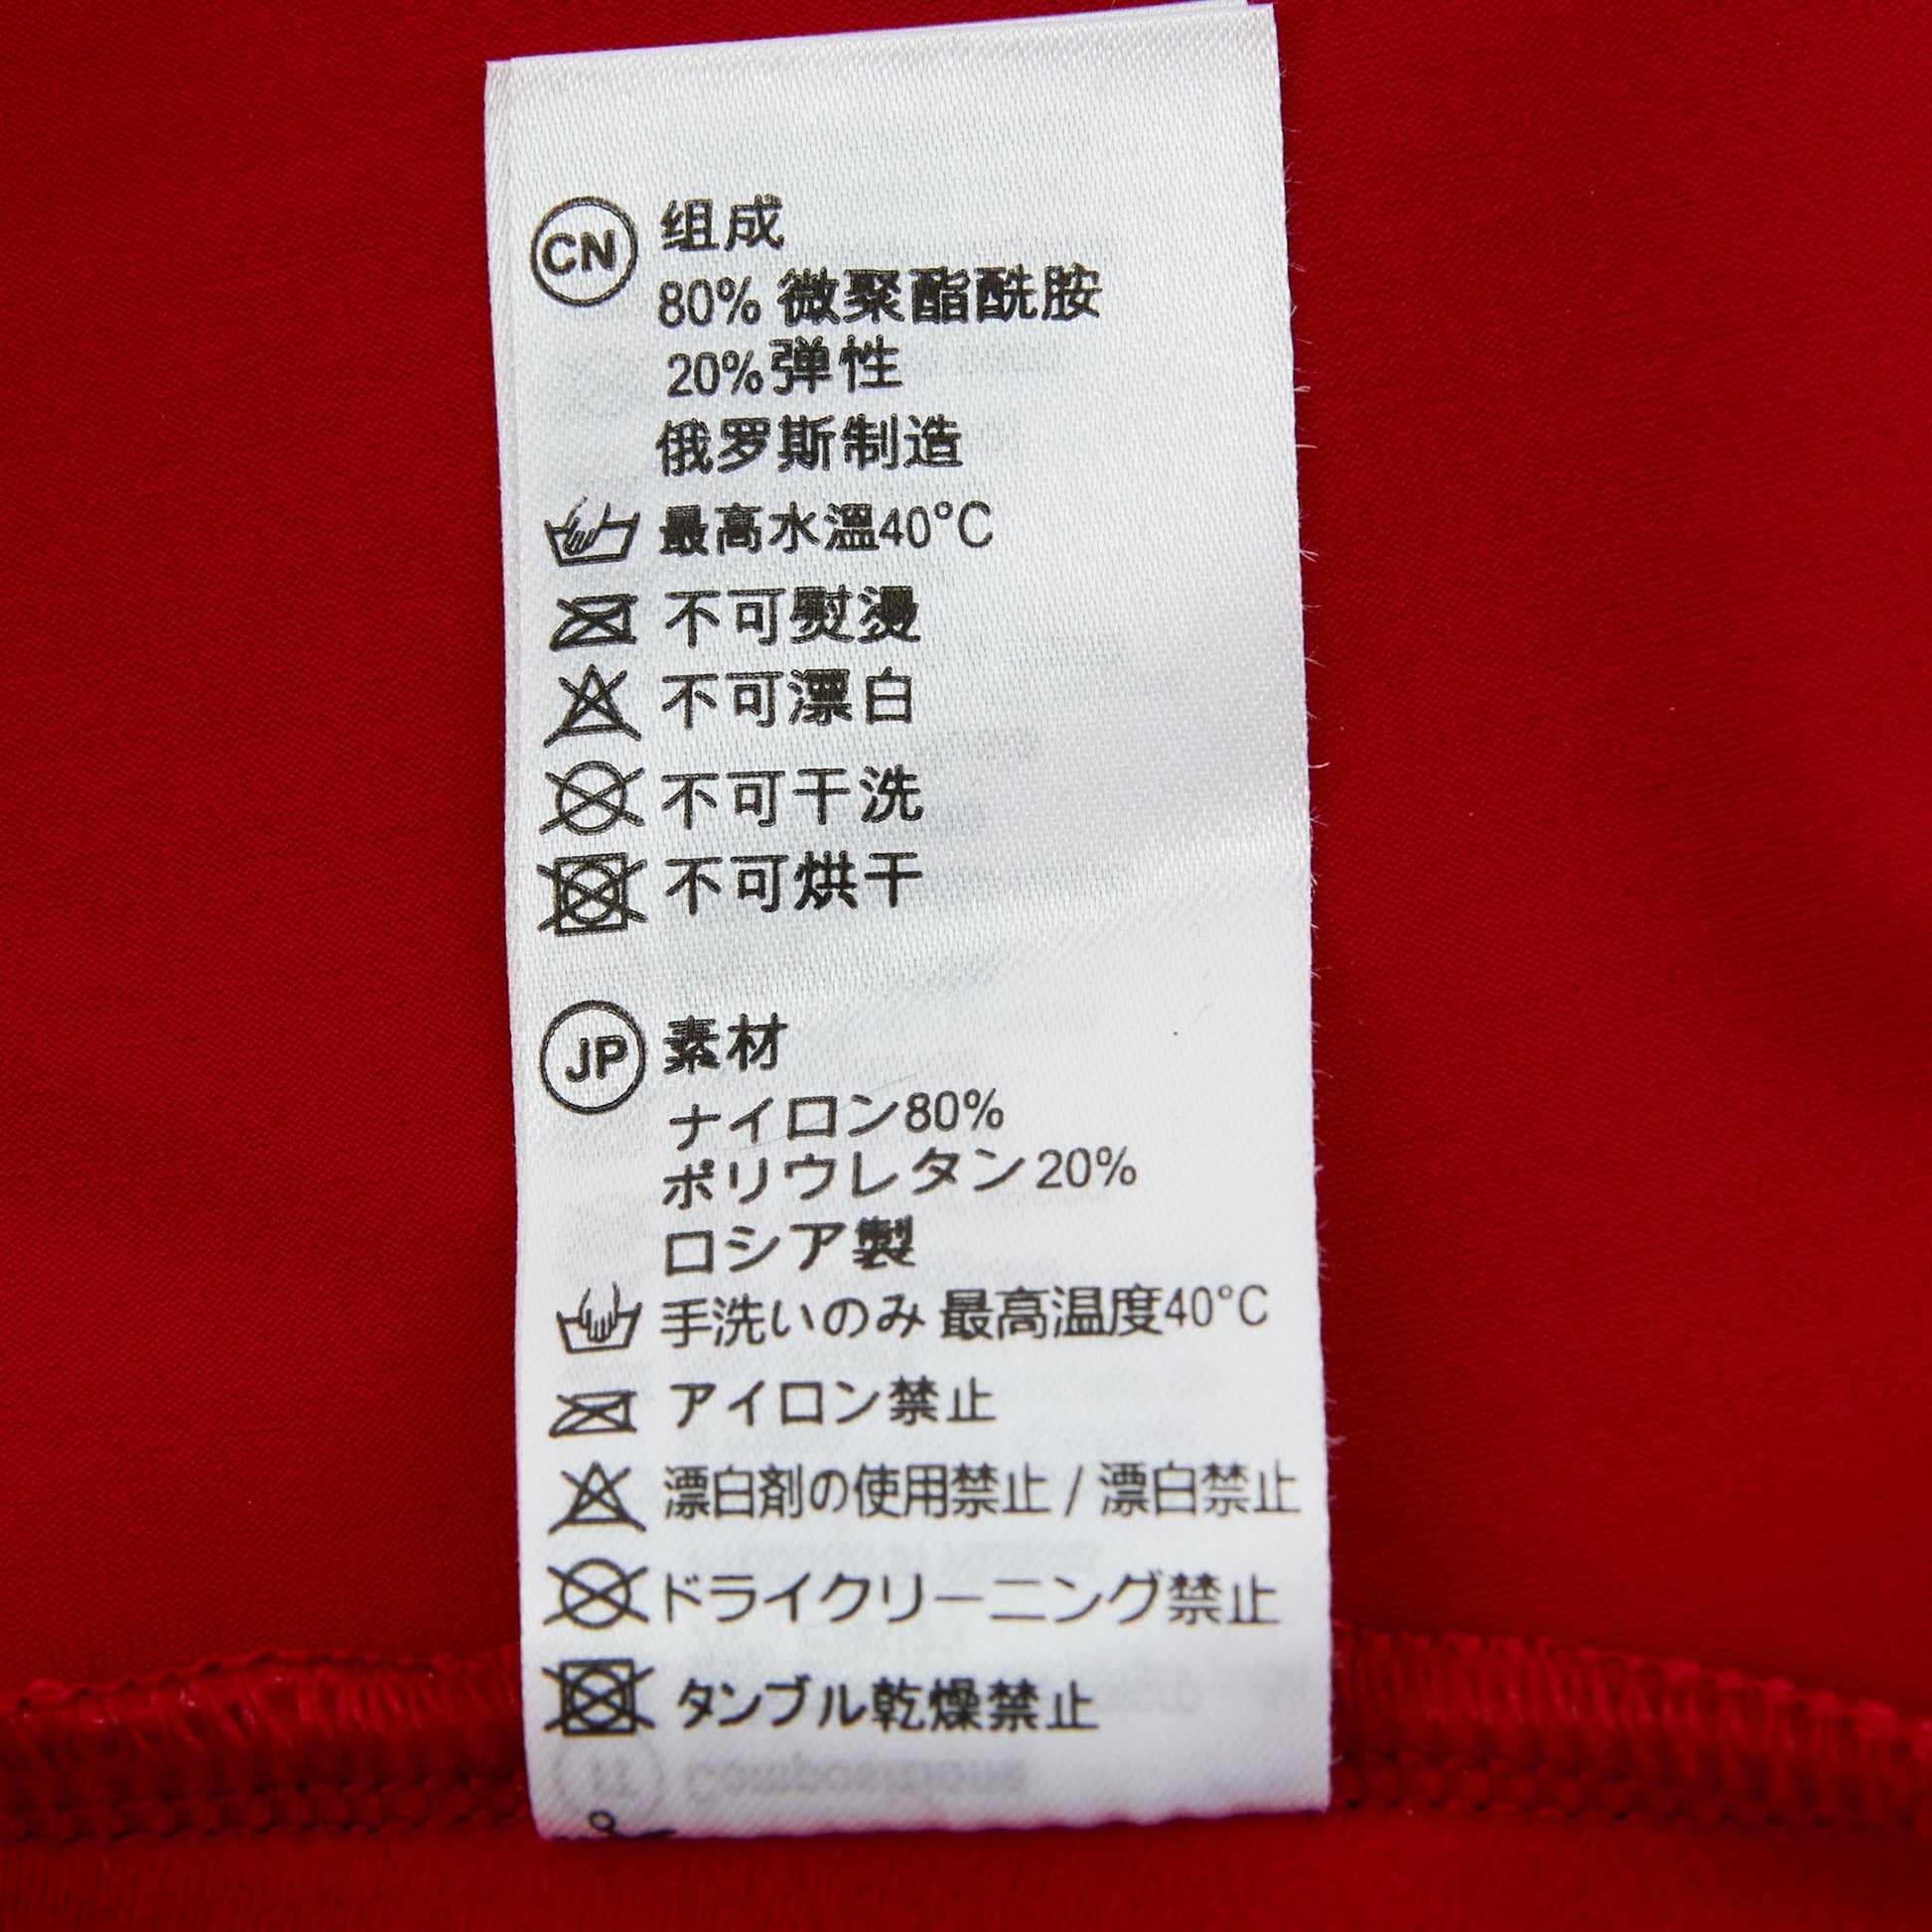 CN 组成
80% 微聚酯酰胺
20%弹性
俄罗斯制造
最高水溫40°C
不可熨燙
不可漂白
不可干洗
不可烘干
JP 素材
ナイロン80%
ポリウレタン20%
ロシア製
手洗いのみ 最高温度40°C
アイロン禁止
漂白剤の使用禁止 / 漂白禁止
ドライクリーニング禁止
タンブル乾燥禁止